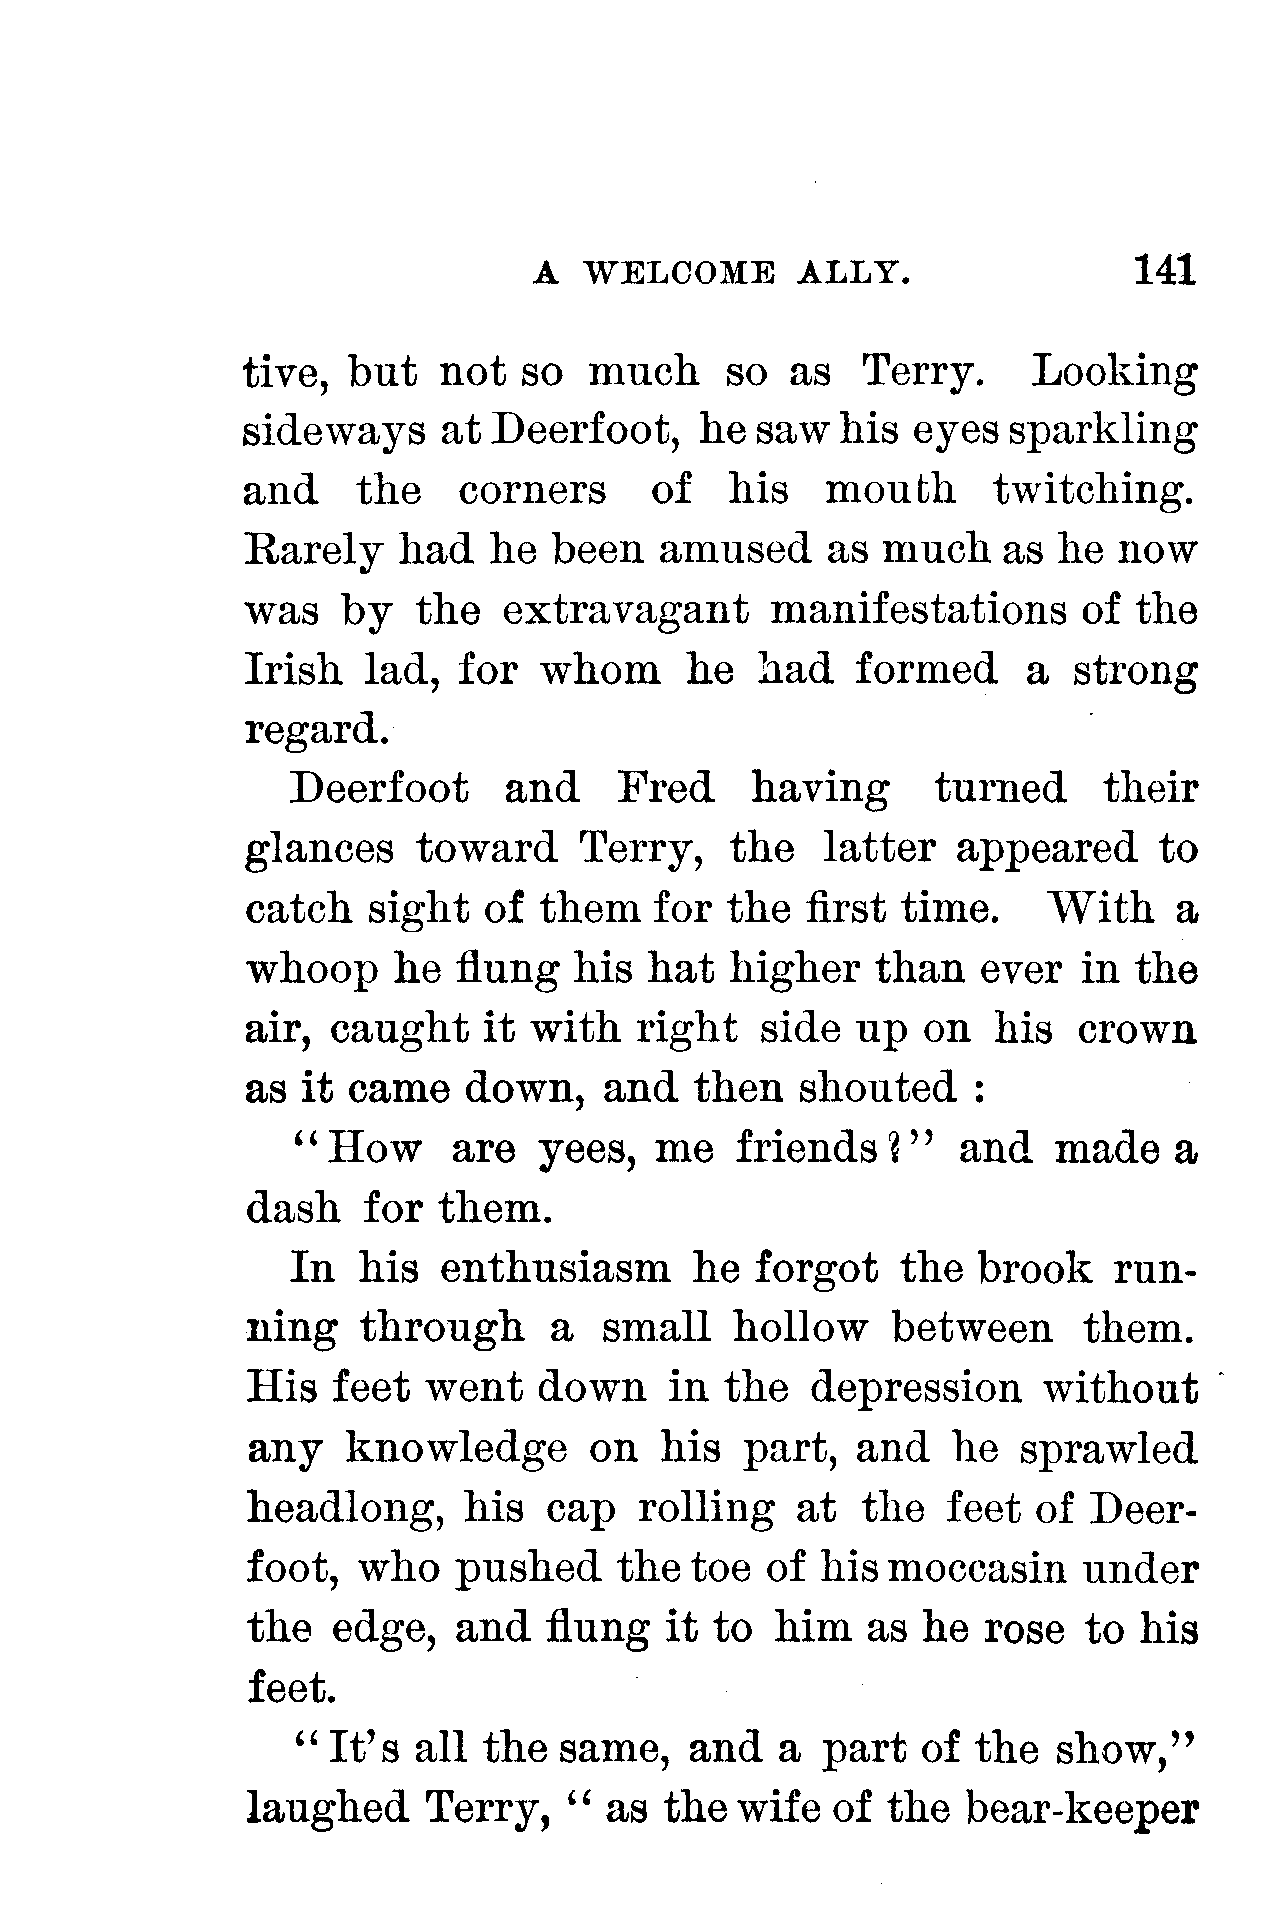 A WELCOME ALLY. 141
tive, but not so much so as Terry. Looking
sideways at Deerfoot, he saw his eyes sparkling
and the corners of his mouth twitching.
Rarely had he been amused as much as he now
was by the extravagant manifestations of the
Irish lad, for whom he had formed a strong
regard.
Deerfoot and Fred having turned their
glances toward Terry, the latter appeared to
catch sight of them for the first time. With a
whoop he flung his hat higher than ever in the
air, caught it with right side up on his crown
as it came down, and then shouted :
“How are yees, me friends?” and made a
dash for them.
In his enthusiasm he forgot the brook run-
ning through a small hollow between them.
His feet went down in the depression without
any knowledge on his part, and he sprawled
headlong, his cap rolling at the feet of Deer-
foot, who pushed the toe of his moccasin under
the edge, and flung it to him as he rose to his
feet.
“It's all the same, and a part of the show,”
laughed Terry, “as the wife of the bear-keeper